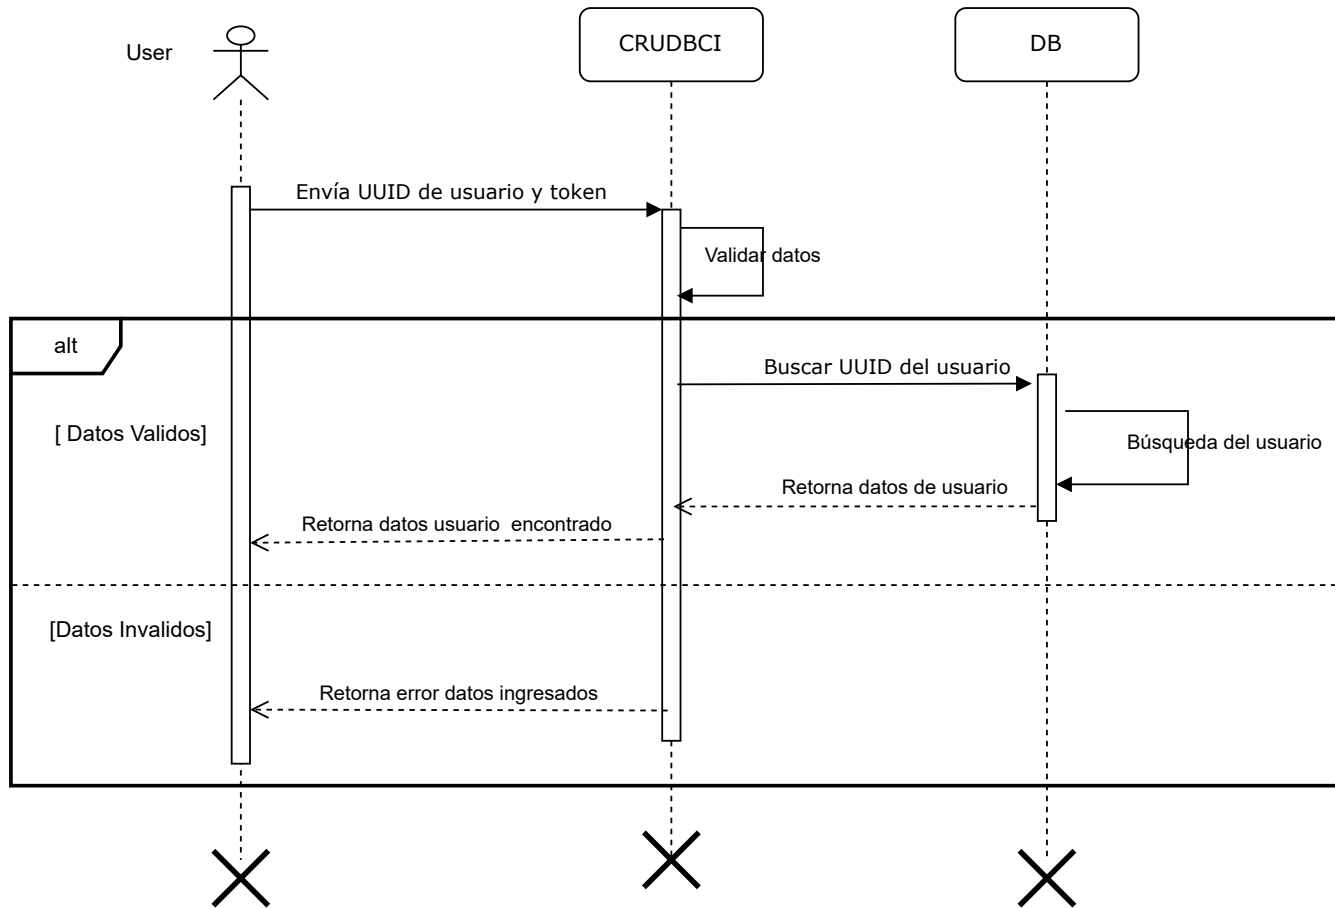 User
CRUDBCI
DB
Envía UUID de usuario y token
Validar datos
alt
Buscar UUID del usuario
[ Datos Validos]
Búsqueda del usuario
Retorna datos de usuario
Retorna datos usuario  encontrado
[Datos Invalidos]
Retorna error datos ingresados